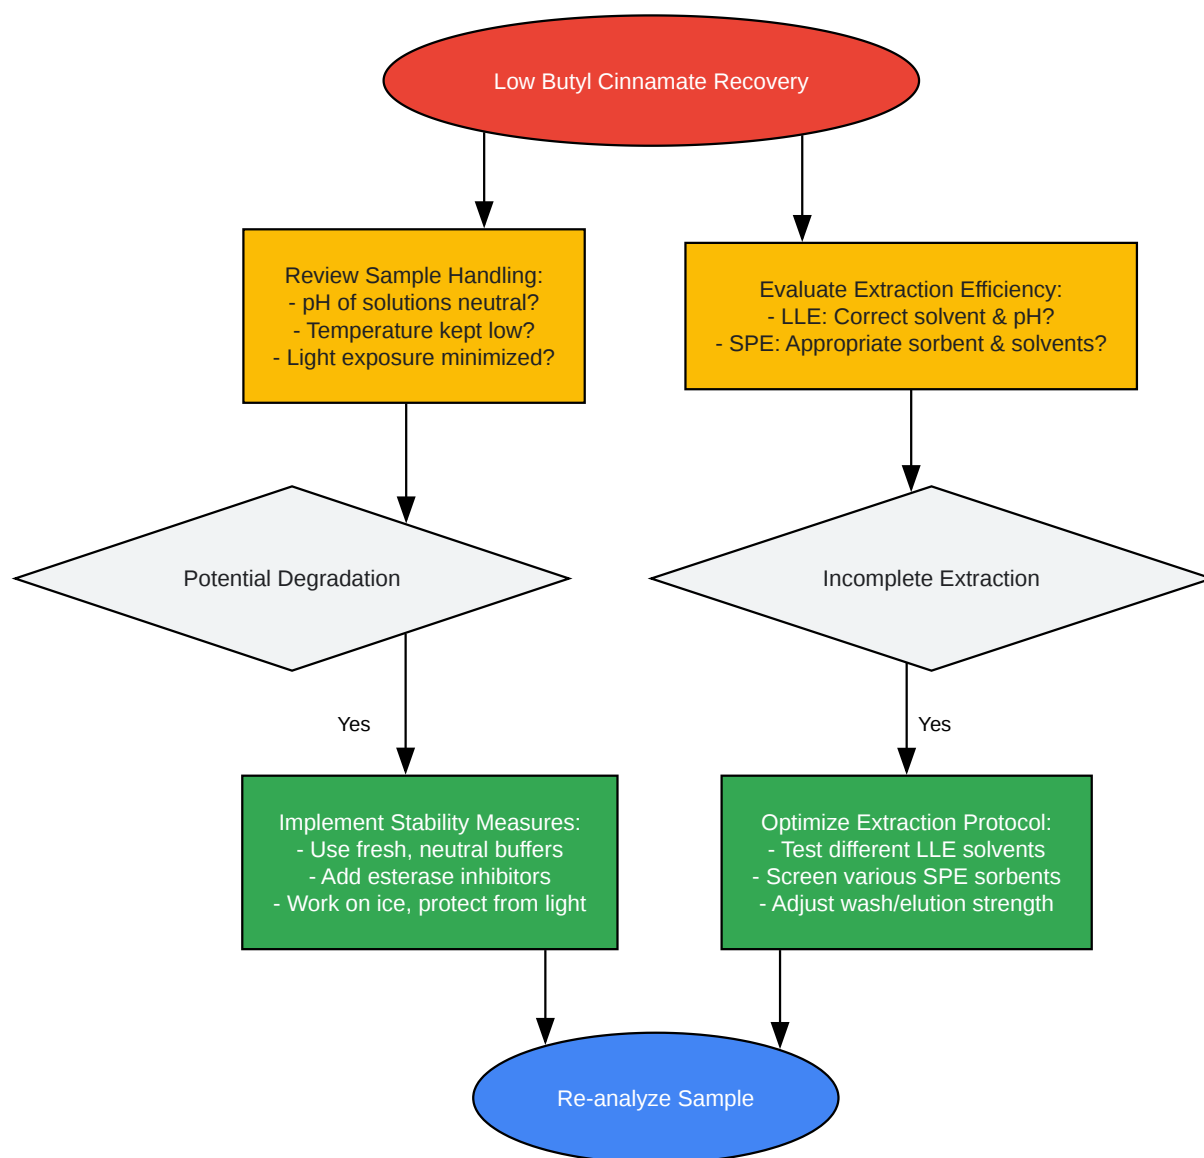 Low Butyl Cinnamate Recovery
Review Sample Handling:
- pH of solutions neutral?
- Temperature kept low?
- Light exposure minimized?
Evaluate Extraction Efficiency:
- LLE: Correct solvent & pH?
- SPE: Appropriate sorbent & solvents?
Potential Degradation
Incomplete Extraction
Yes
Yes
Implement Stability Measures:
- Use fresh, neutral buffers
- Add esterase inhibitors
- Work on ice, protect from light
Optimize Extraction Protocol:
- Test different LLE solvents
- Screen various SPE sorbents
- Adjust wash/elution strength
Re-analyze Sample